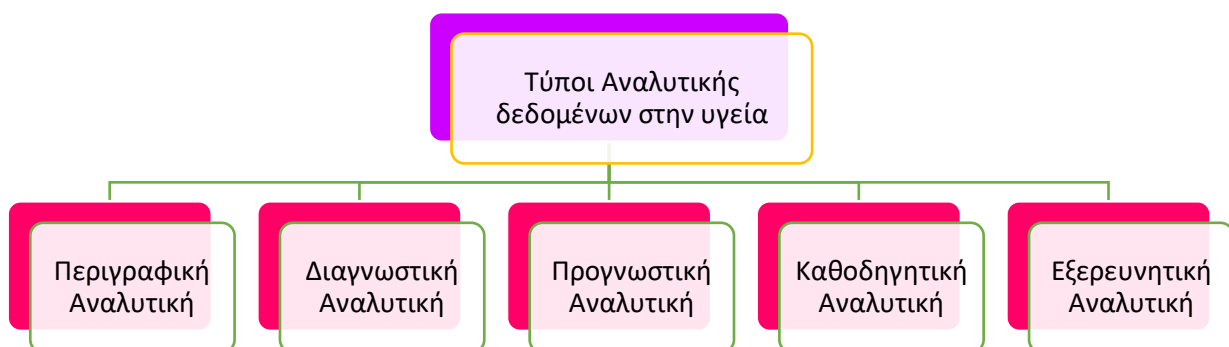 Τύποι Αναλυτικής
δεδομένων στην υγεία
Περιγραφική
Αναλυτική
Διαγνωστική
Αναλυτική
Προγνωστική
Αναλυτική
Καθοδηγητική
Αναλυτική
Εξερευνητική
Αναλυτική